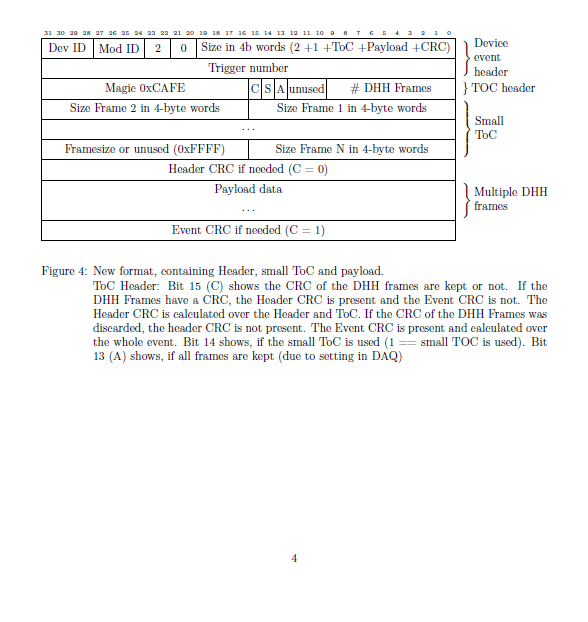 31 30 29 28 27 26 25 24 23 22 21 20 19 18 17 16 15 14 13 12 11 10 9 8 7 6 5 4 3 2 1 0
Dev ID Mod ID 2 0 Size in 4b words (2 +1 +ToC +Payload +CRC)
Device
event
header
Trigger number
Magic 0xCAFE C S A unused # DHH Frames
TOC header
Size Frame 2 in 4-byte words Size Frame 1 in 4-byte words
...
Small
ToC
Framesize or unused (0xFFFF) Size Frame N in 4-byte words
Header CRC if needed (C = 0)
Payload data
...
Multiple DHH
frames
Event CRC if needed (C = 1)
Figure 4: New format, containing Header, small ToC and payload.
ToC Header: Bit 15 (C) shows the CRC of the DHH frames are kept or not. If the
DHH Frames have a CRC, the Header CRC is present and the Event CRC is not. The
Header CRC is calculated over the Header and ToC. If the CRC of the DHH Frames was
discarded, the header CRC is not present. The Event CRC is present and calculated over
the whole event. Bit 14 shows, if the small ToC is used (1 == small TOC is used). Bit
13 (A) shows, if all frames are kept (due to setting in DAQ)
4